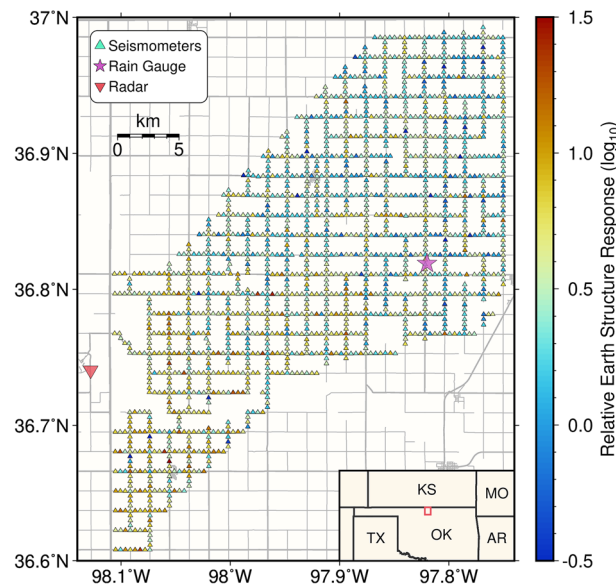 37°N
36.9°N
36.8°N
36.7°N
36.6°N
98.1°W
98°W
97.9°W
97.8°W
Seismometers
Rain Gauge
Radar
km
0 5
KS
MO
TX
OK
AR
1.5
1.0
0.5
0.0
-0.5
Relative Earth Structure Response (log10)